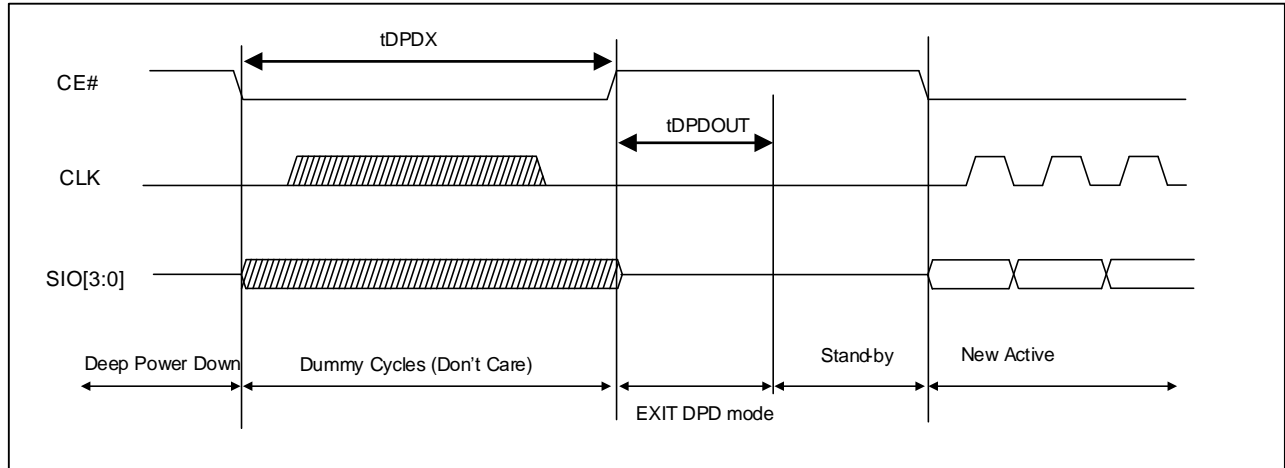 tDPDX
CE#
tDPDOUT
CLK
SIO[3:0]
Deep Power Down
Dummy Cycles (Don't Care)
Stand-by
New Active
EXIT DPD mode